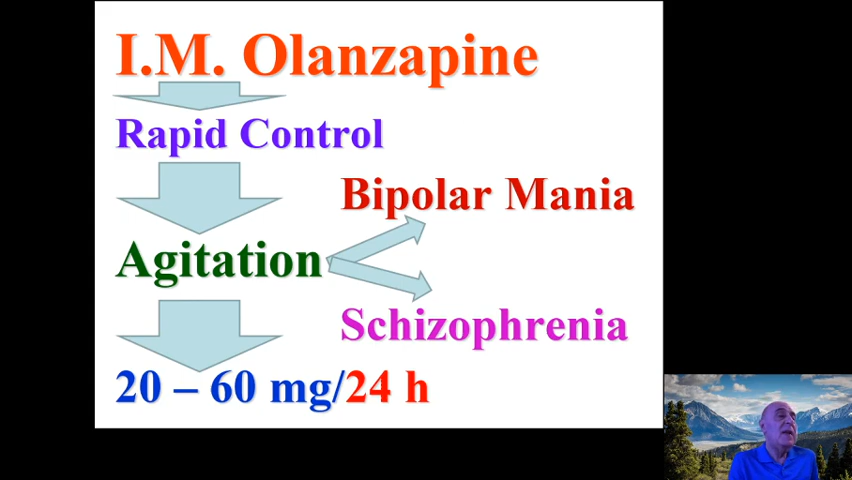 I.M. Olanzapine
Rapid Control
Bipolar Mania
Agitation
Schizophrenia
20 – 60 mg/24 h